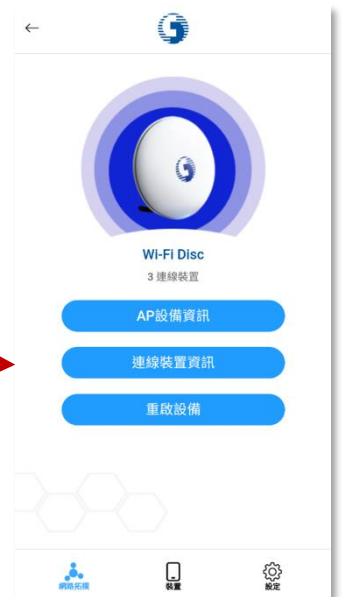 Wi-Fi Disc
3 連線裝置
AP設備資訊
連線裝置資訊
重啟設備
網路拓樸
裝置
設定